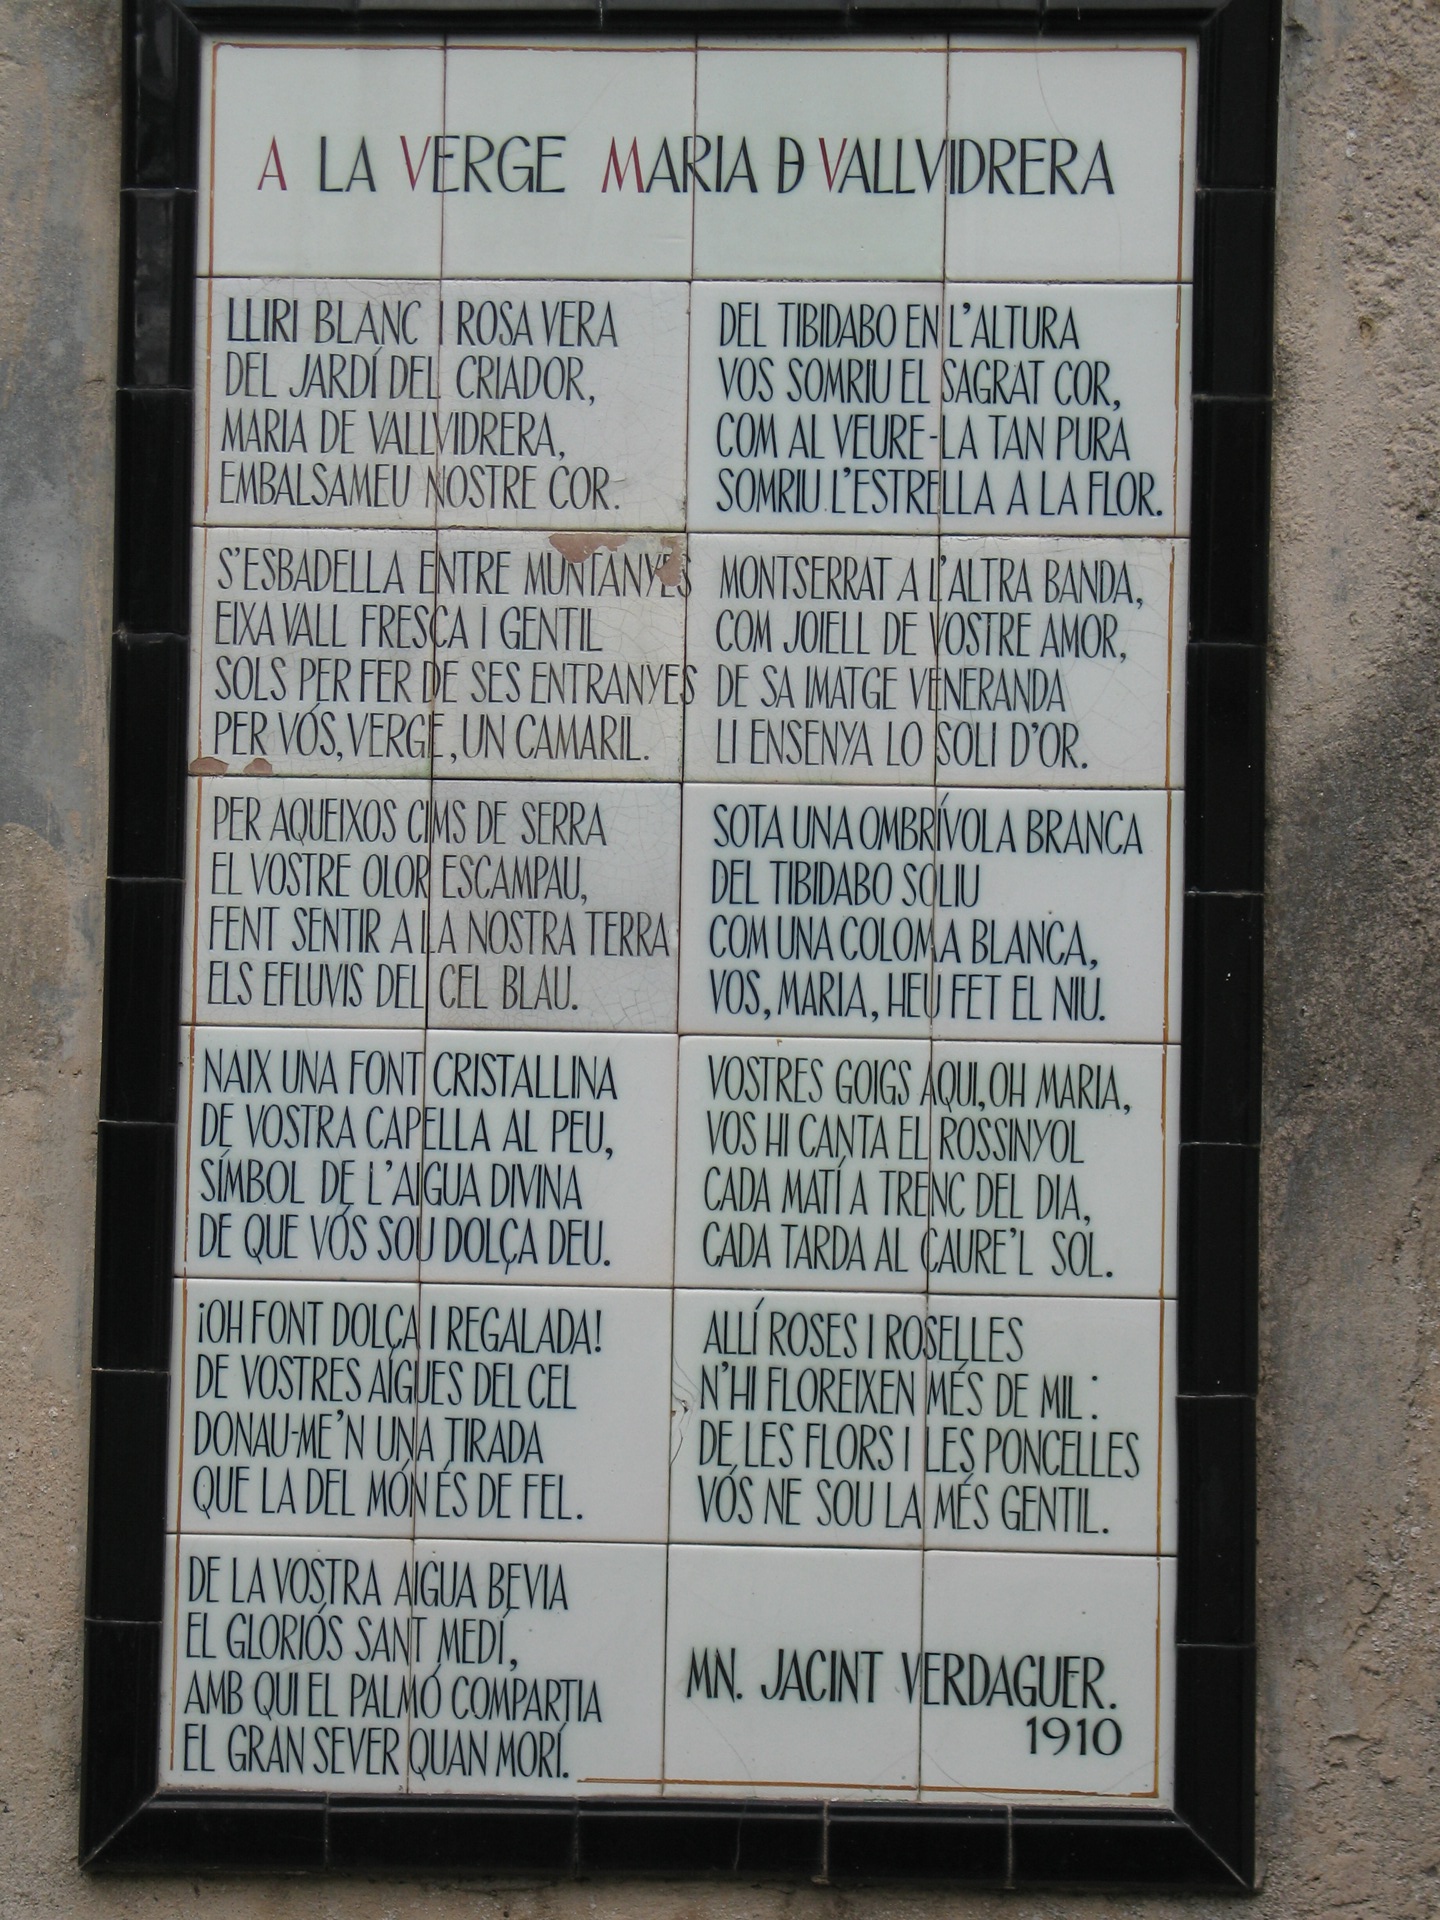 A LA VERGE MARIA DE VALLVIDRERA
LLIRI BLANC I ROSA VERA
DEL JARDÍ DEL CRIADOR,
MARIA DE VALLVIDRERA,
EMBALSAMEU NOSTRE COR.
S'ESBADELLA ENTRE MUNTANYES
EIXA VALL FRESCA I GENTIL
SOLS PER FER DE SES ENTRANYES
PER VÓS, VERGE, UN CAMARIL.
PER AQUEIXOS CIMS DE SERRA
EL VOSTRE OLOR ESCAMPAU,
FENT SENTIR A LA NOSTRA TERRA
ELS EFLUVIS DEL CEL BLAU.
NAIX UNA FONT CRISTALLINA
DE VOSTRA CAPELLA AL PEU,
SÍMBOL DE L'AIGUA DIVINA
DE QUE VÓS SOU DOLÇA DEU.
¡OH FONT DOLÇA I REGALADA!
DE VOSTRES AIGUES DEL CEL
DONAU-ME'N UNA TIRADA
QUE LA DEL MÓN ÉS DE FEL.
DE LA VOSTRA AIGUA BEVIA
EL GLORIÓS SANT MEDÍ,
AMB QUI EL PALMÓ COMPARTIA
EL GRAN SEVER QUAN MORÍ.
DEL TIBIDABO EN L'ALTURA
VOS SOMRIU EL SAGRAT COR,
COM AL VEURE-LA TAN PURA
SOMRIU L'ESTRELLA A LA FLOR.
MONTSERRAT A L'ALTRA BANDA,
COM JOIELL DE VOSTRE AMOR,
DE SA IMATGE VENERANDA
LI ENSENYA LO SOLI D'OR.
SOTA UNA OMBRÍVOLA BRANCA
DEL TIBIDABO SOLIU
COM UNA COLOMA BLANCA,
VOS, MARIA, HEU FET EL NIU.
VOSTRES GOIGS AQUI, OH MARIA,
VOS HI CANTA EL ROSSINYOL
CADA MATÍ A TRENC DEL DIA,
CADA TARDA AL CAURE'L SOL.
ALLÍ ROSES I ROSELLES
N'HI FLOREIXEN MÉS DE MIL:
DE LES FLORS I LES PONCELLES
VÓS NE SOU LA MÉS GENTIL.
MN. JACINT VERDAGUER.
1910